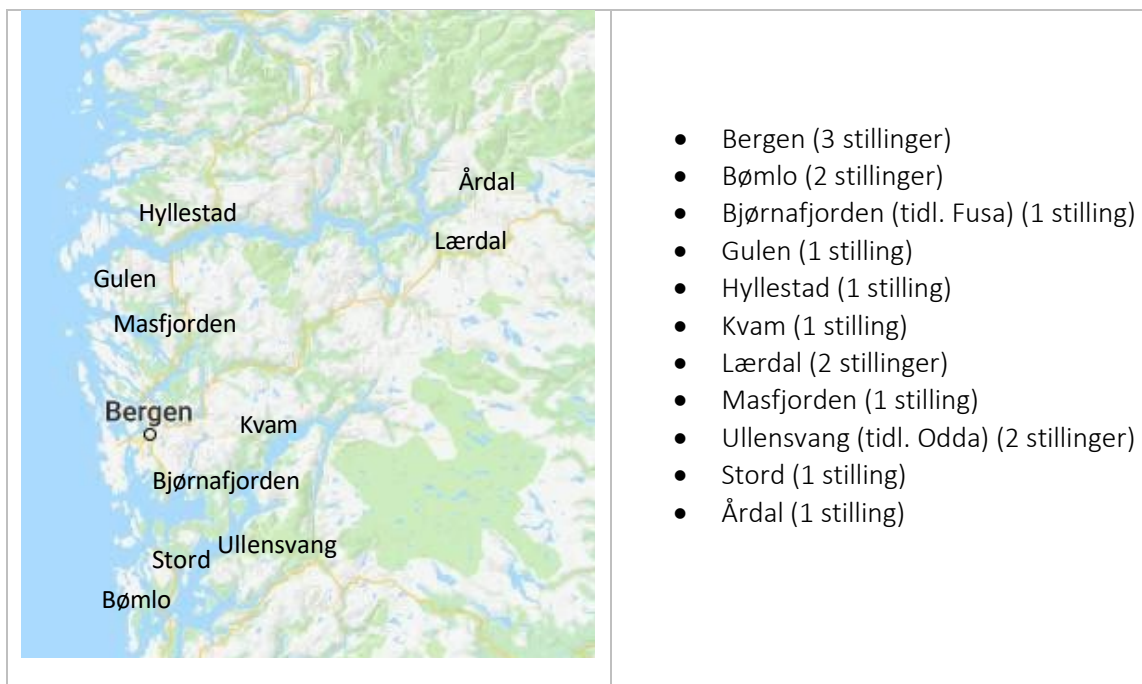 Årdal
Hyllestad
Lærdal
Gulen
Masfjorden
Bergen
Kvam
Bjørnafjorden
Ullensvang
Stord
Bømlo
• Bergen (3 stillinger)
• Bømlo (2 stillinger)
• Bjørnafjorden (tidl. Fusa) (1 stilling)
• Gulen (1 stilling)
• Hyllestad (1 stilling)
• Kvam (1 stilling)
• Lærdal (2 stillinger)
• Masfjorden (1 stilling)
• Ullensvang (tidl. Odda) (2 stillinger)
• Stord (1 stilling)
• Årdal (1 stilling)